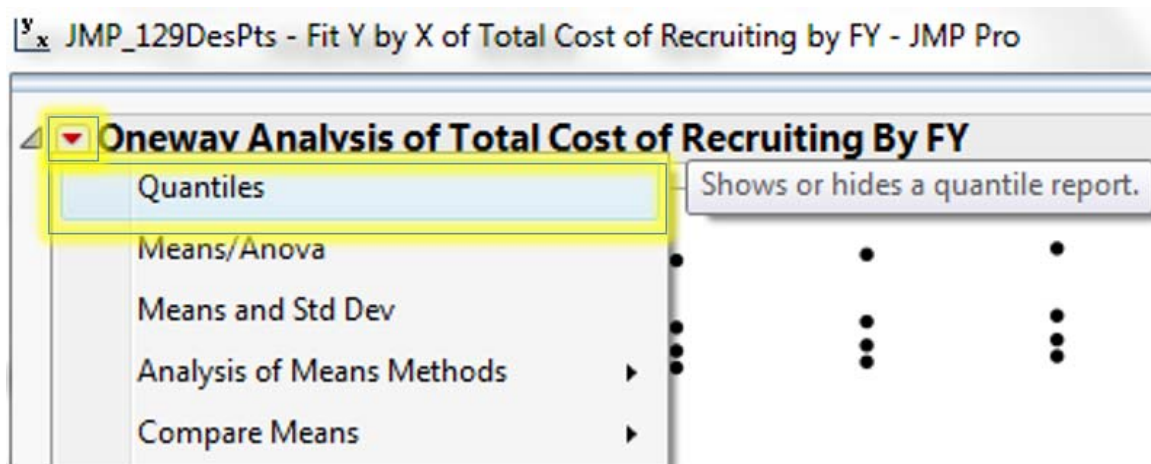 y x JMP_129DesPts - Fit Y by X of Total Cost of Recruiting by FY - JMP Pro
Oneway Analysis of Total Cost of Recruiting By FY
Quantiles
Shows or hides a quantile report.
Means/Anova
Means and Std Dev
Analysis of Means Methods
Compare Means